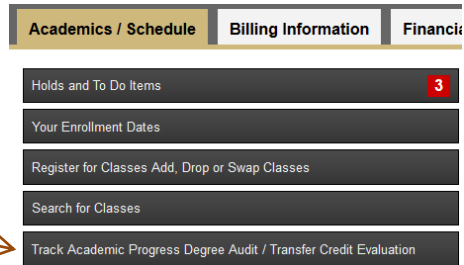 Academics / Schedule Billing Information Financia
Holds and To Do Items 3
Your Enrollment Dates
Register for Classes Add, Drop or Swap Classes
Search for Classes
Track Academic Progress Degree Audit / Transfer Credit Evaluation